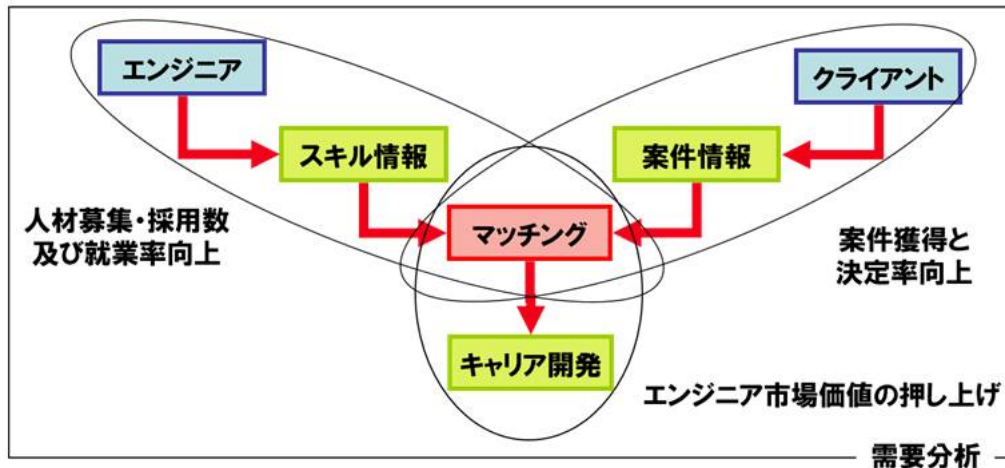 エンジニア
クライアント
スキル情報
案件情報
人材募集・採用数
及び就業率向上
マッチング
案件獲得と
決定率向上
キャリア開発
エンジニア市場価値の押し上げ
需要分析